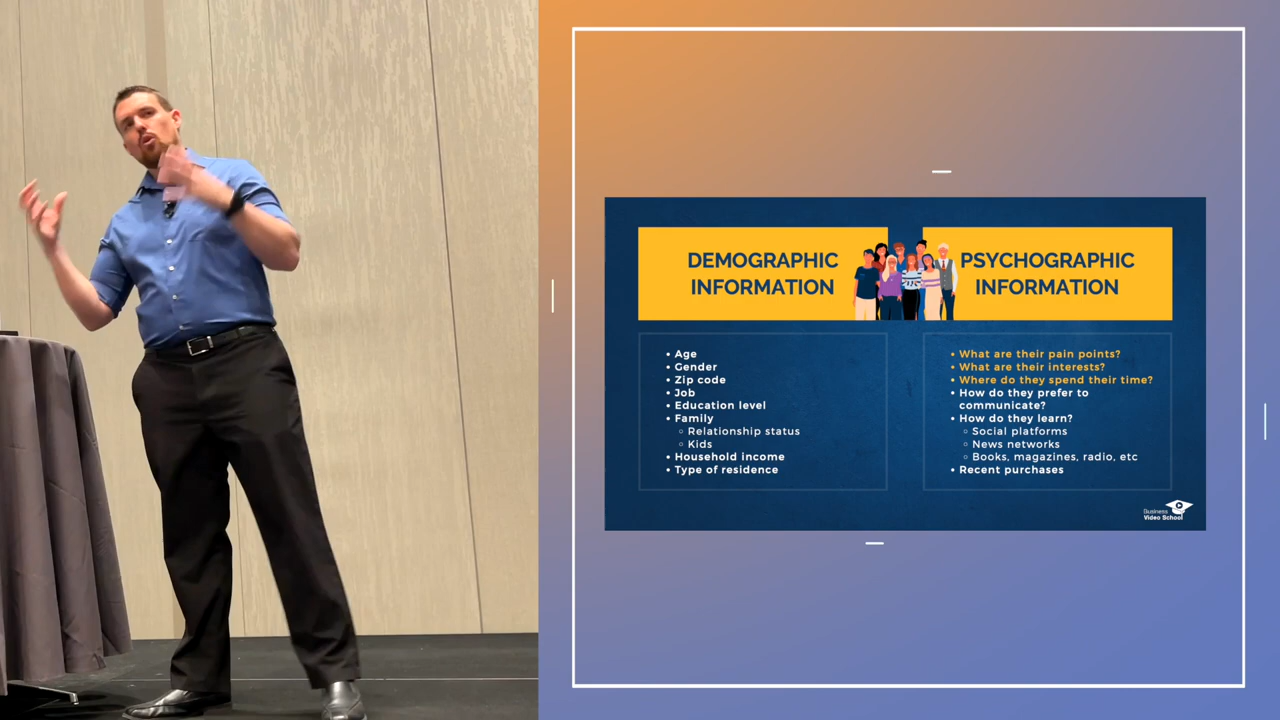 DEMOGRAPHIC
INFORMATION
• Age
• Gender
• Zip code
• Job
• Education level
• Family
◦ Relationship status
◦ Kids
• Household income
• Type of residence
PSYCHOGRAPHIC
INFORMATION
• What are their pain points?
• What are their interests?
• Where do they spend their time?
• How do they prefer to
communicate?
• How do they learn?
◦ Social platforms
◦ News networks
◦ Books, magazines, radio, etc
• Recent purchases
Business
Video School